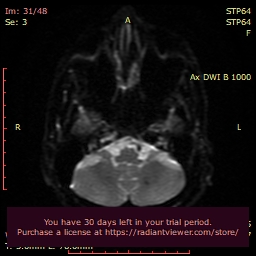 Im: 31/48
Se: 3
STP64
STP64
F
A
Ax DWI B 1000
R
L
You have 30 days left in your trial period.
Purchase a license at https://radiantviewer.com/store/